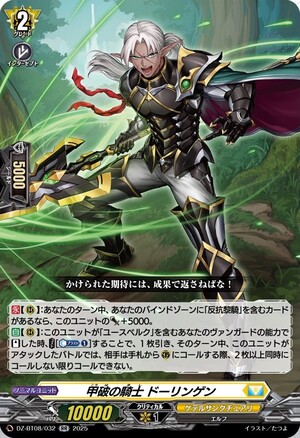 2
グレード
インターセプト
5000
シールド
かけられた期待には、成果で返さねばな!
永【R】:あなたのターン中、あなたのバインドゾーンに「反抗黎騎」を含むカードがあるなら、このユニットのパワー+5000。
自【R】:このユニットが「ユースベルク」を含むあなたのヴァンガードの能力でスタンドした時、【コスト】することで、1枚引き、そのターン中、このユニットがアタックしたバトルでは、相手は手札から(G)にコールする際、2枚以上同時にコールしない限りコールできない。
ノーマルユニット
甲破の騎士 ドーリンゲン
10000
クリティカル
1
ケテルサンクチュアリ
エルフ
DZ-BT08/032 RR 2025
イラスト/たつよ